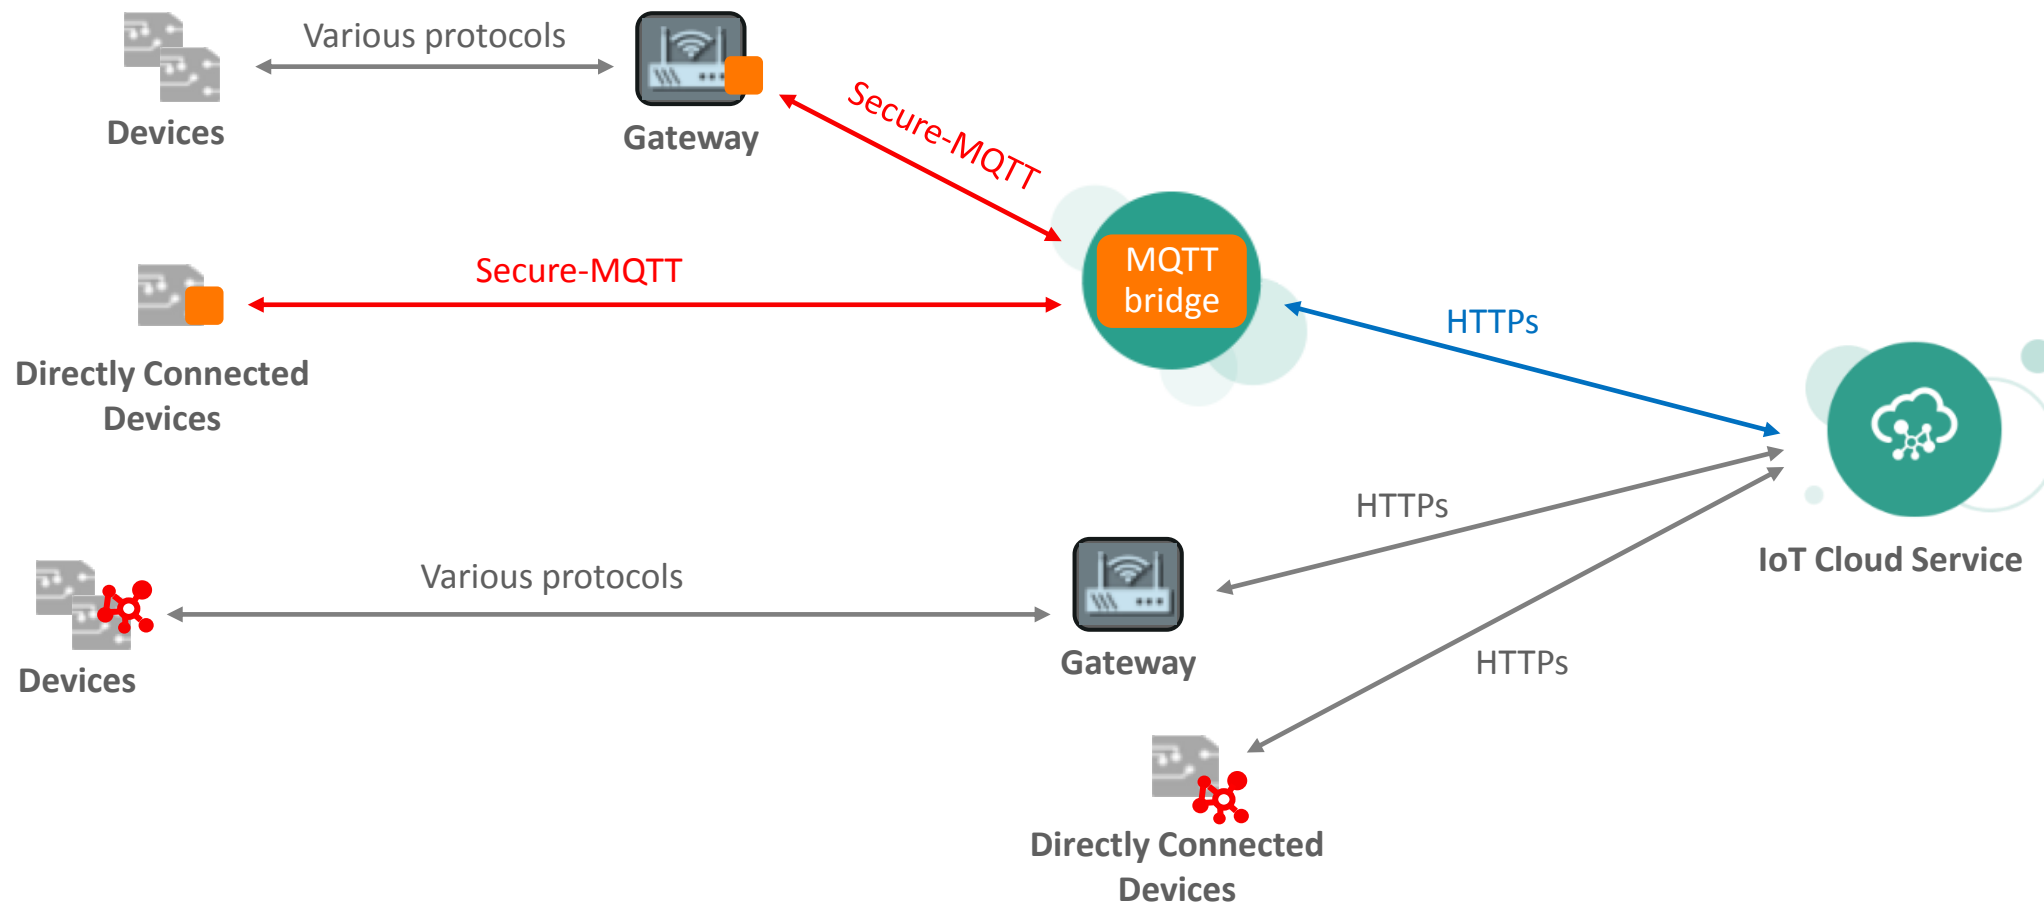 Various protocols
Devices
Gateway
Secure-MQTT
Secure-MQTT
MQTT
bridge
Directly Connected
Devices
HTTPs
HTTPs
IoT Cloud Service
Various protocols
Devices
Gateway
HTTPs
Directly Connected
Devices